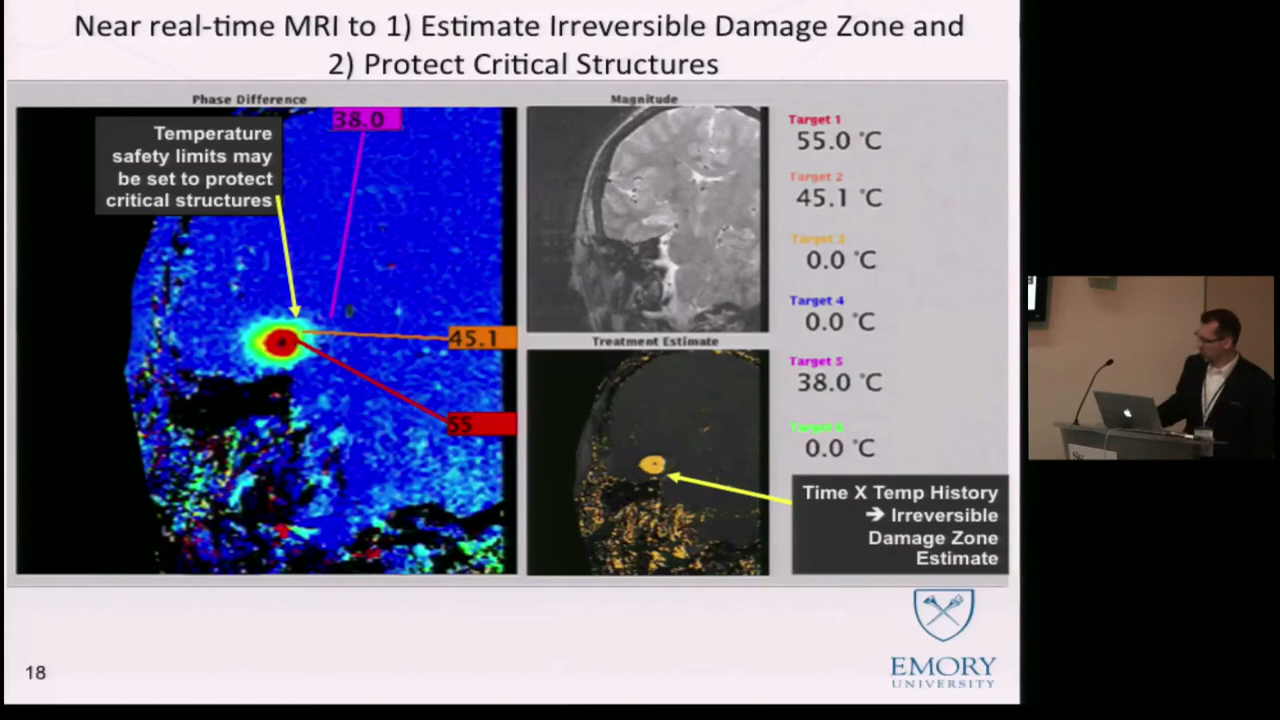 Near real-time MRI to 1) Estimate Irreversible Damage Zone and
2) Protect Critical Structures
Phase Difference
38.0
Temperature
safety limits may
be set to protect
critical structures
45.1
55
Magnitude
Treatment Estimate
Target 1
55.0 °C
Target 2
45.1 °C
Target 3
0.0 °C
Target 4
0.0 °C
Target 5
38.0 °C
Target 6
0.0 °C
Time X Temp History
➔ Irreversible
Damage Zone
Estimate
EMORY
UNIVERSITY
18